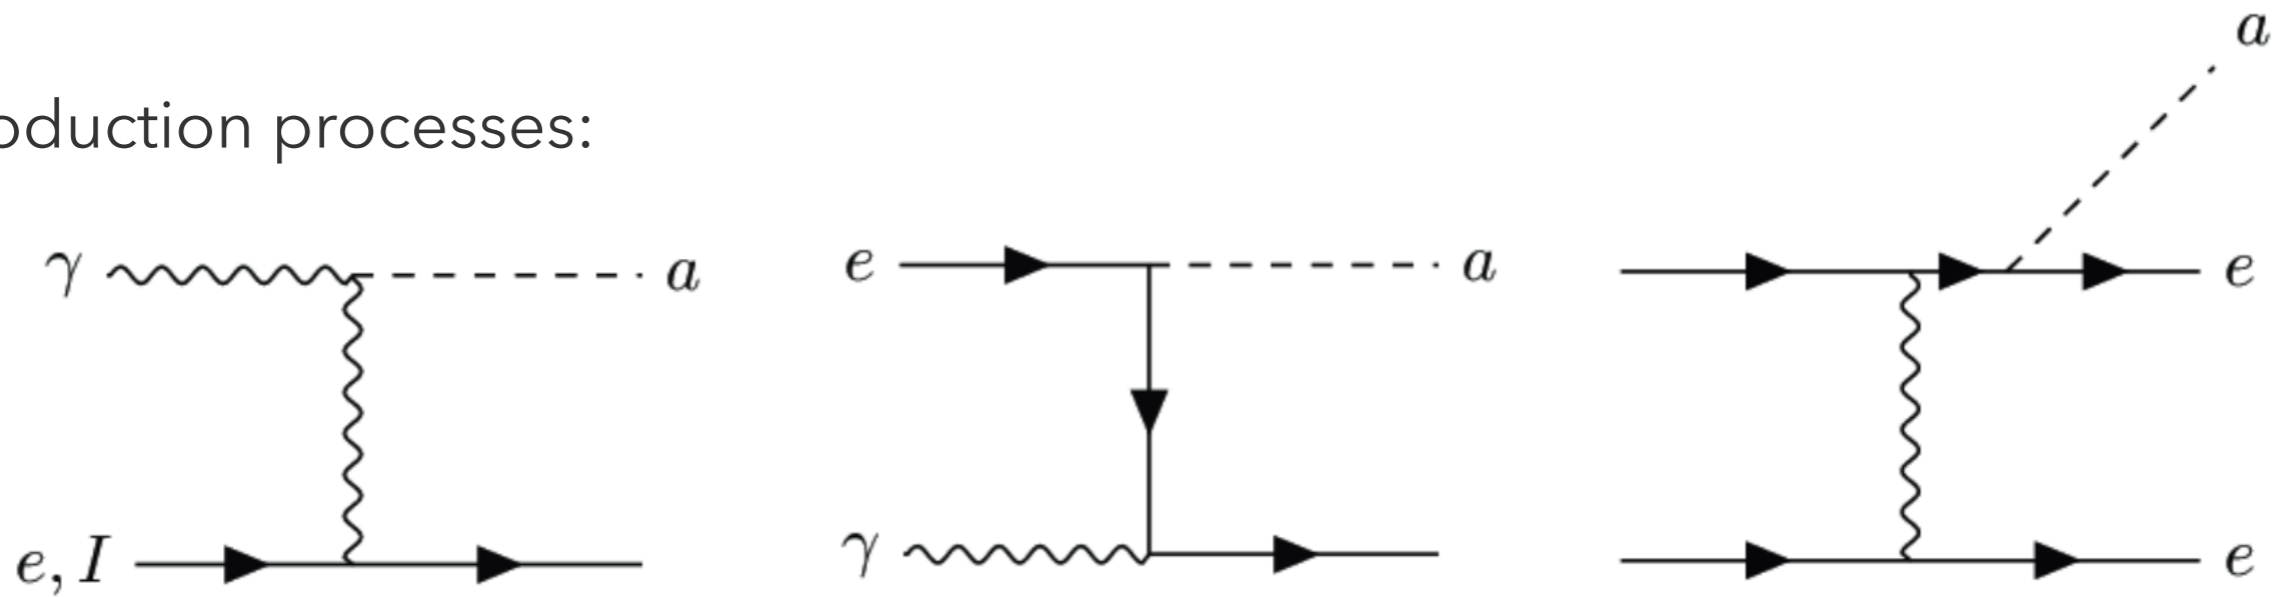 oduction processes:
a
γ a
e a
e
e, I
γ
e